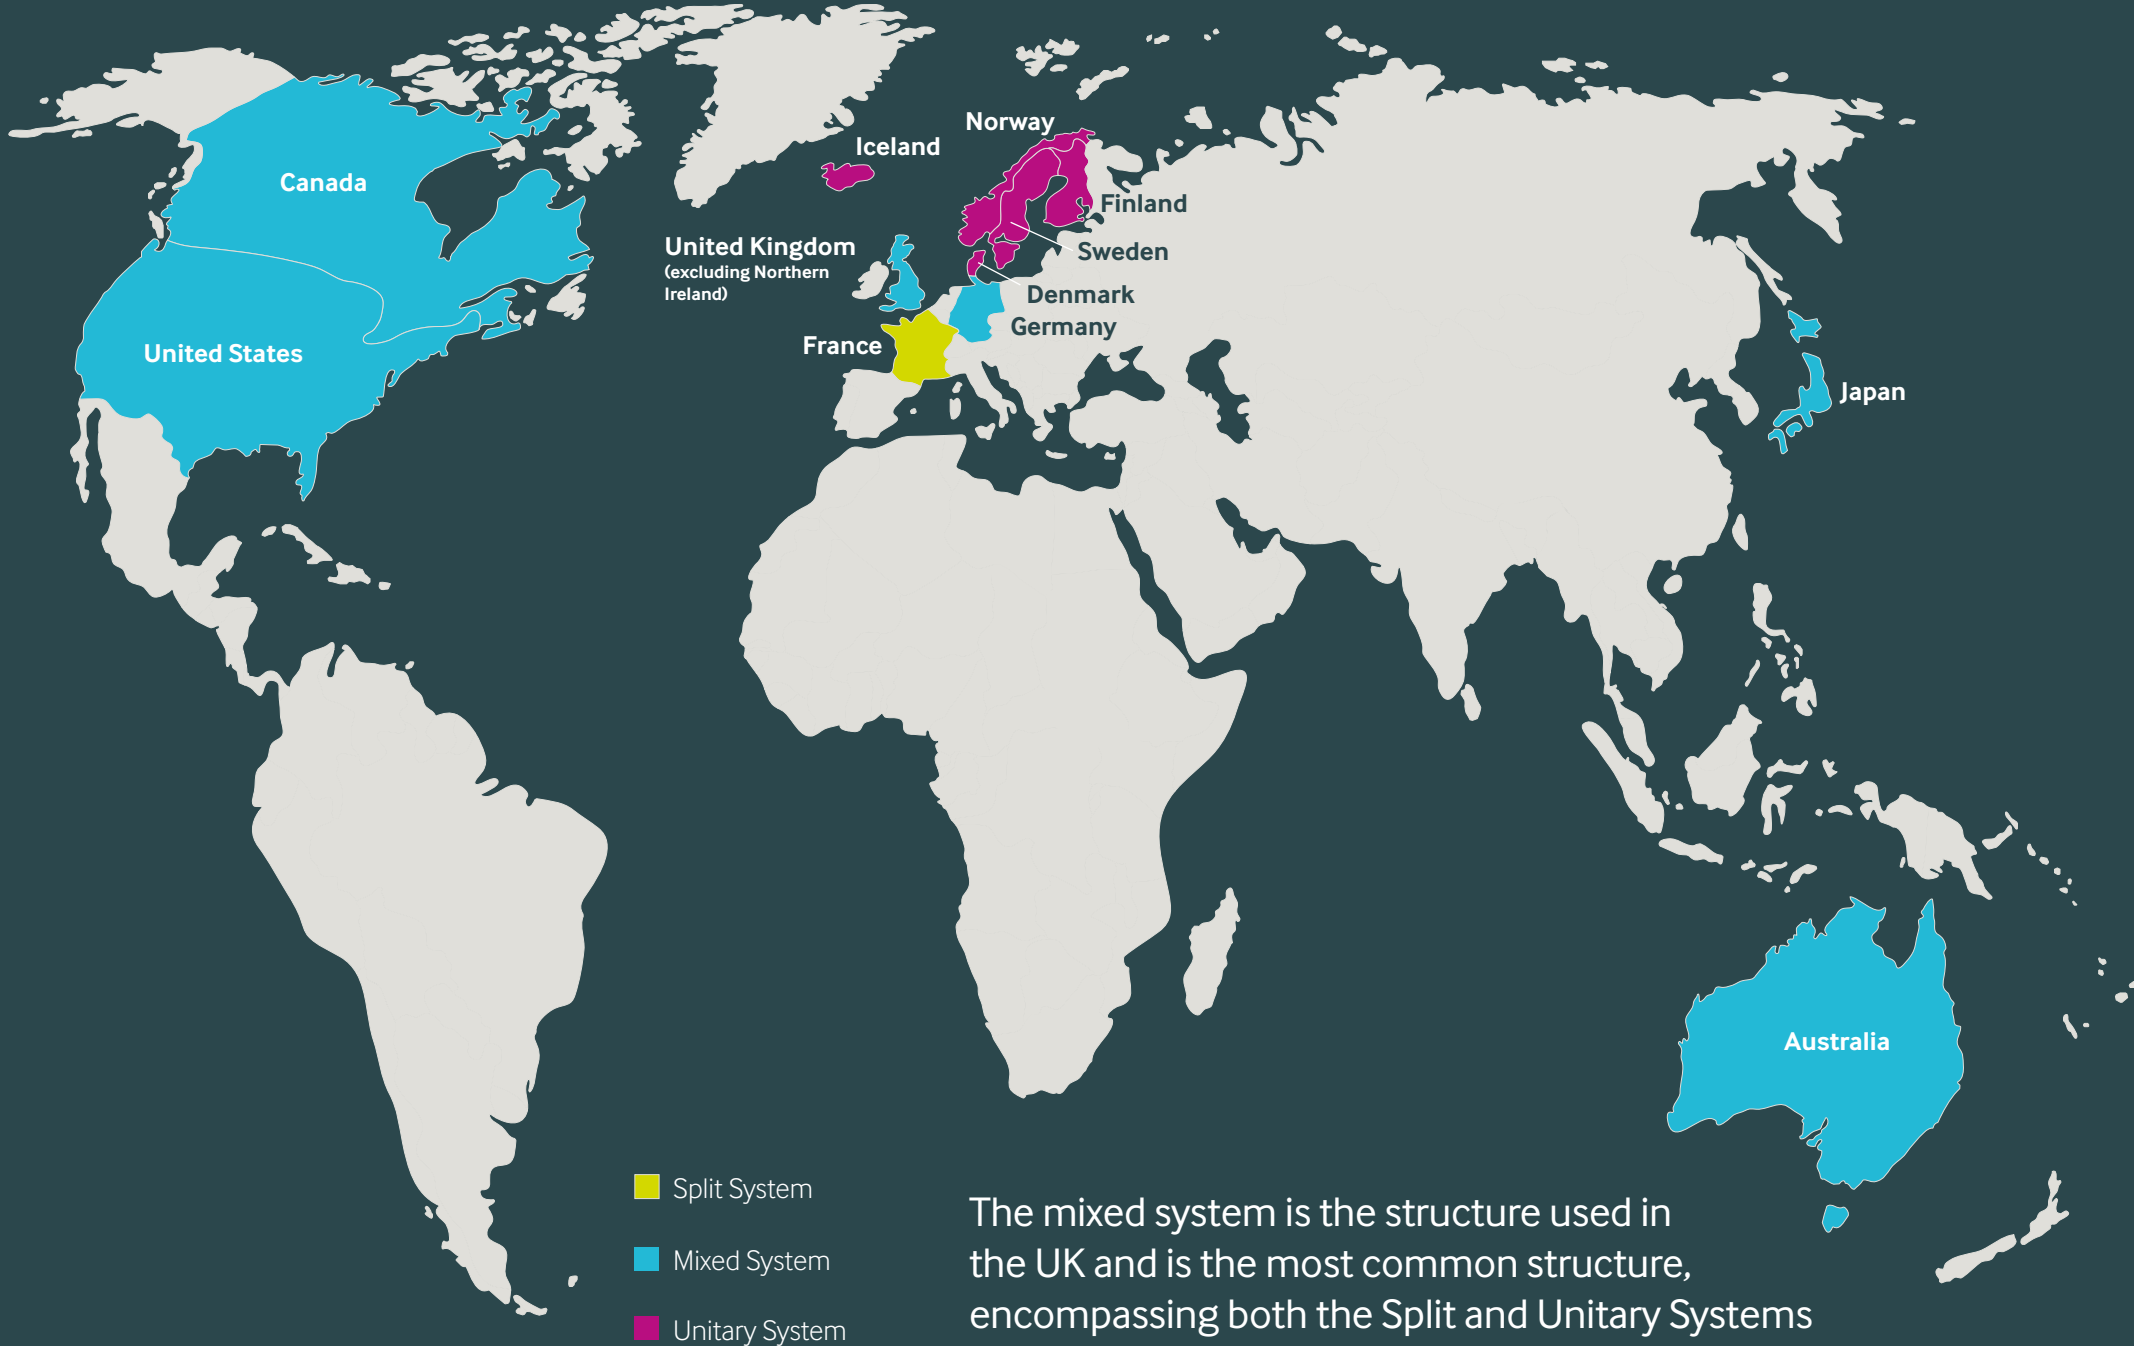 Norway
Iceland
Canada
Finland
United Kingdom
(excluding Northern
Ireland)
Sweden
Denmark
Germany
France
United States
Japan
Australia
Split System
Mixed System
Unitary System
The mixed system is the structure used in
the UK and is the most common structure,
encompassing both the Split and Unitary Systems